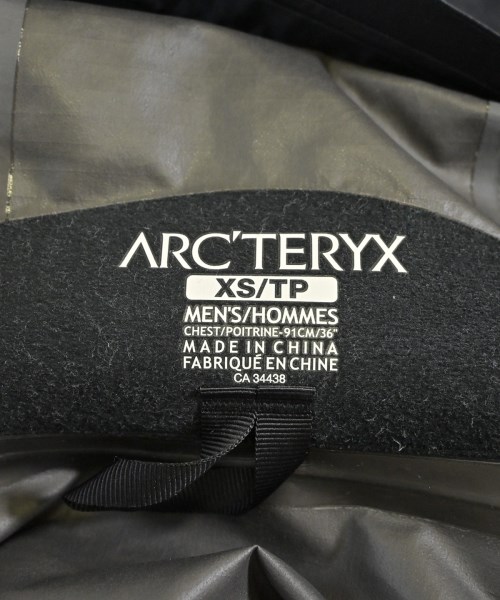 ARC'TERYX
XS/TP
MEN'S/HOMMES
CHEST/POITRINE-91CM/36"
MADE IN CHINA
FABRIQUÉ EN CHINE
CA 34438